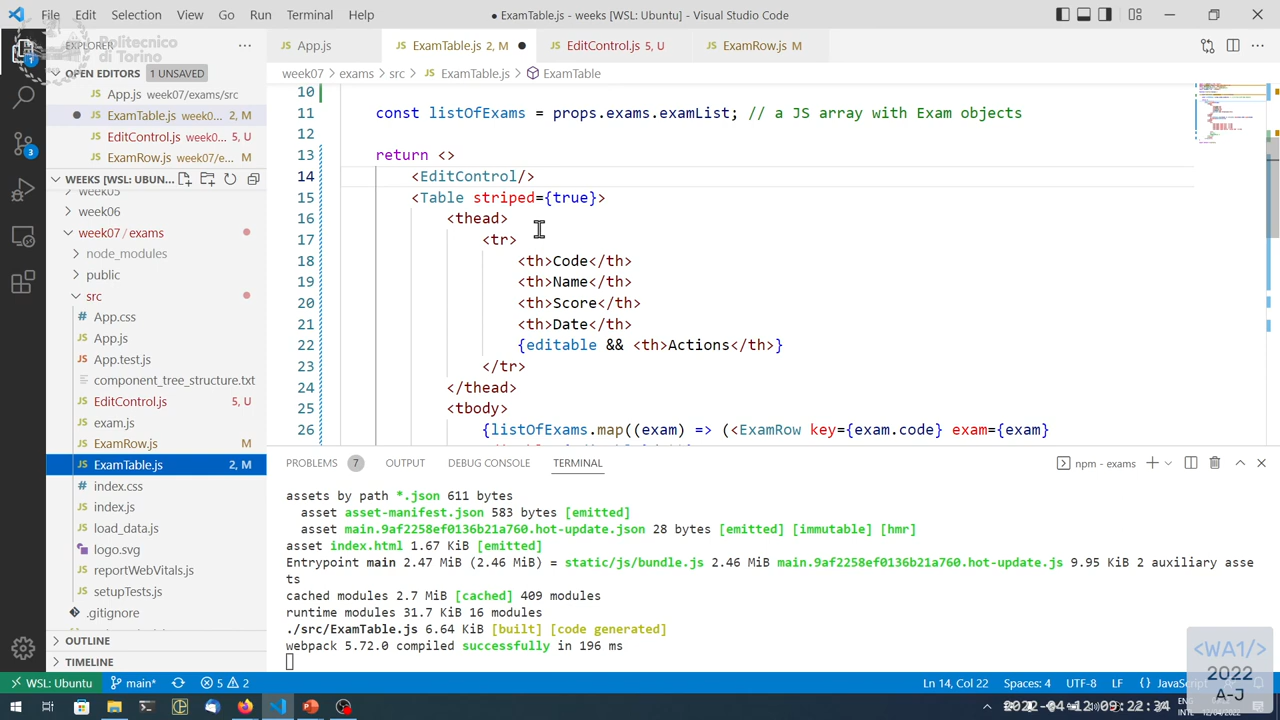 File Edit Selection View Go Run Terminal Help
● ExamTable.js - weeks [WSL: Ubuntu] - Visual Studio Code
Politecnico
di Torino
EXPLORER
OPEN EDITORS 1 UNSAVED
App.js week07/exams/src
ExamTable.js week0... 2, M
EditControl.js week0... 5, U
ExamRow.js week07/e... M
WEEKS [WSL: UBUN...
week05
week06
week07 / exams
node_modules
public
src
App.css
App.js
App.test.js
component_tree_structure.txt
EditControl.js 5, U
exam.js
ExamRow.js M
ExamTable.js 2, M
index.css
index.js
load_data.js
logo.svg
reportWebVitals.js
setupTests.js
.gitignore
OUTLINE
TIMELINE
App.js ExamTable.js 2, M ● EditControl.js 5, U ExamRow.js M
week07 > exams > src > ExamTable.js > ExamTable
10
11 const listOfExams = props.exams.examList; // a JS array with Exam objects
12
13 return <>
14 <EditControl/>
15 <Table striped={true}>
16 <thead>
17 <tr>
18 <th>Code</th>
19 <th>Name</th>
20 <th>Score</th>
21 <th>Date</th>
22 {editable && <th>Actions</th>}
23 </tr>
24 </thead>
25 <tbody>
26 {listOfExams.map((exam) => (<ExamRow key={exam.code} exam={exam}
PROBLEMS 7 OUTPUT DEBUG CONSOLE TERMINAL
npm - exams
assets by path *.json 611 bytes
asset asset-manifest.json 583 bytes [emitted]
asset main.9af2258ef0136b21a760.hot-update.json 28 bytes [emitted] [immutable] [hmr]
asset index.html 1.67 KiB [emitted]
Entrypoint main 2.47 MiB (2.46 MiB) = static/js/bundle.js 2.46 MiB main.9af2258ef0136b21a760.hot-update.js 9.95 KiB 2 auxiliary asse
ts
cached modules 2.7 MiB [cached] 409 modules
runtime modules 31.7 KiB 16 modules
./src/ExamTable.js 6.64 KiB [built] [code generated]
webpack 5.72.0 compiled successfully in 196 ms
<WA1/>
2022
A-J
WSL: Ubuntu main* 5 2 Ln 14, Col 22 Spaces: 4 UTF-8 LF {} JavaScript
2022-04-12 09:22:34